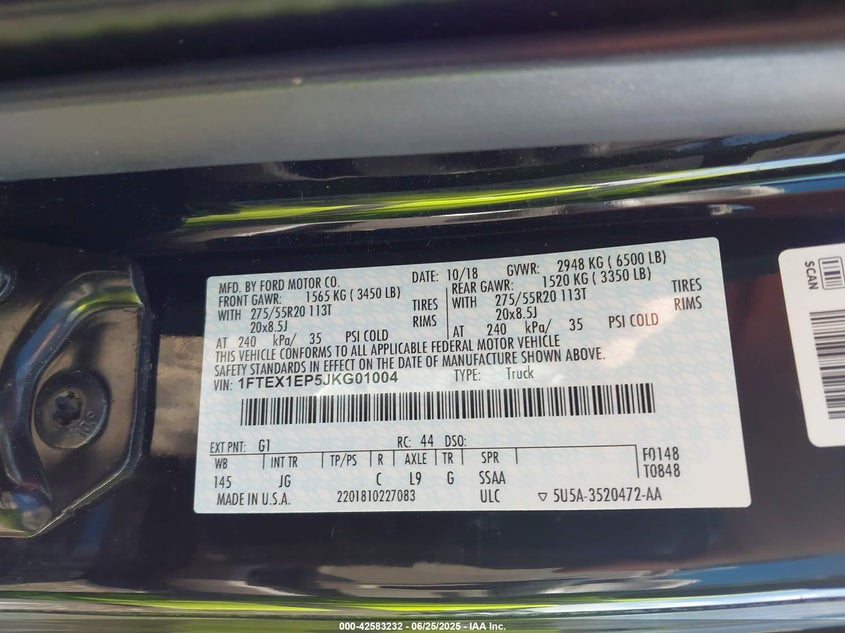 MFD. BY FORD MOTOR CO. DATE: 10/18 GVWR: 2948 KG ( 6500 LB)
FRONT GAWR: 1565 KG ( 3450 LB) REAR GAWR: 1520 KG ( 3350 LB)
WITH 275/55R20 113T TIRES WITH 275/55R20 113T TIRES
20x8.5J RIMS 20x8.5J RIMS
AT 240 kPa/ 35 PSI COLD AT 240 kPa/ 35 PSI COLD
THIS VEHICLE CONFORMS TO ALL APPLICABLE FEDERAL MOTOR VEHICLE
SAFETY STANDARDS IN EFFECT ON THE DATE OF MANUFACTURE SHOWN ABOVE.
VIN: 1FTEX1EP5JKG01004 TYPE: Truck
EXT PNT: G1 RC: 44 DSO:
WB INT TR TP/PS R AXLE TR SPR F0148
145 JG C L9 G SSAA T0848
MADE IN U.S.A. 2201810227083 ULC ▽ 5U5A-3520472-AA
SCAN
000-42583232 - 06/25/2025 - IAA Inc.